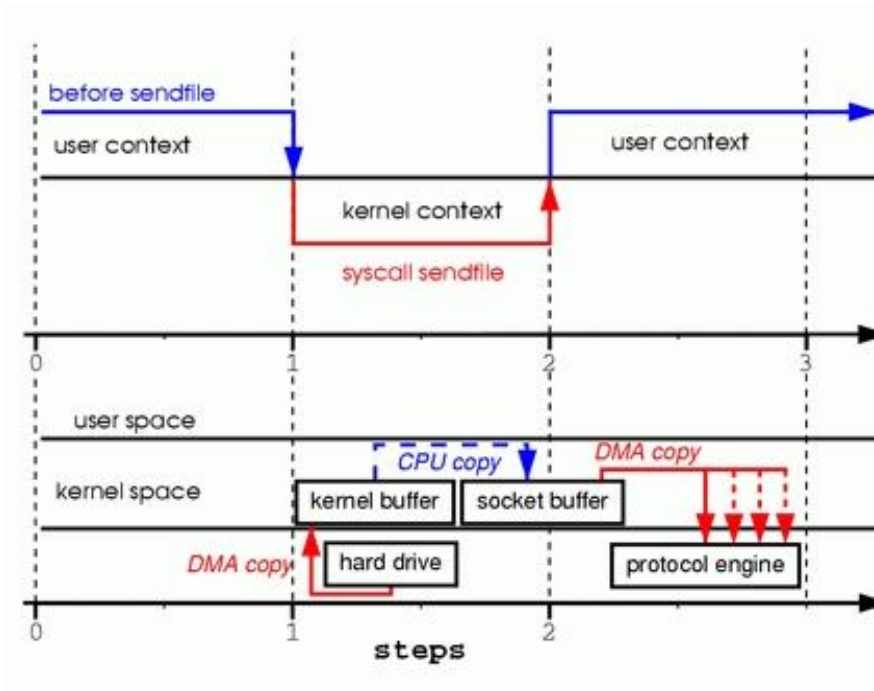 before sendfile
user context
user context
kernel context
syscall sendfile
0 1 2 3
user space
CPU copy
DMA copy
kernel space
kernel buffer
socket buffer
DMA copy
hard drive
protocol engine
0 1 2
steps